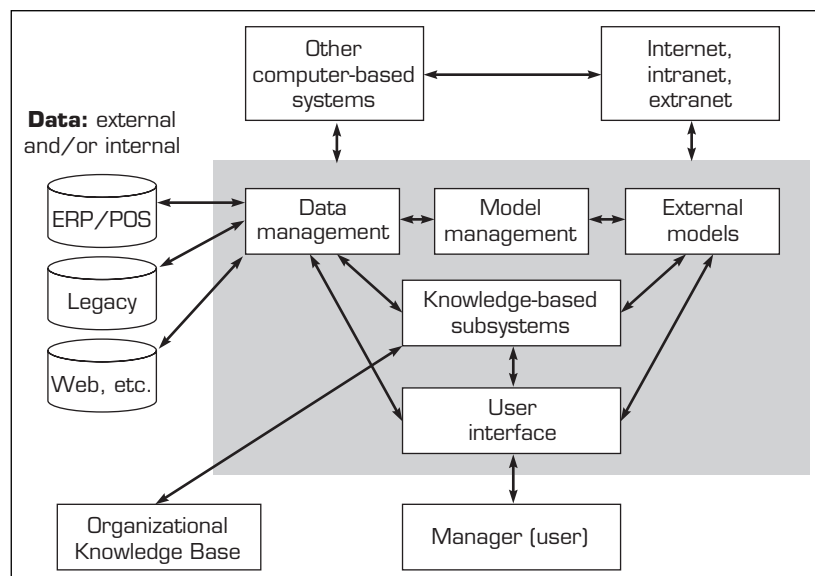 Other
computer-based
systems
Internet,
intranet,
extranet
Data: external
and/or internal
ERP/POS
Legacy
Web, etc.
Data
management
Model
management
External
models
Knowledge-based
subsystems
User
interface
Organizational
Knowledge Base
Manager (user)